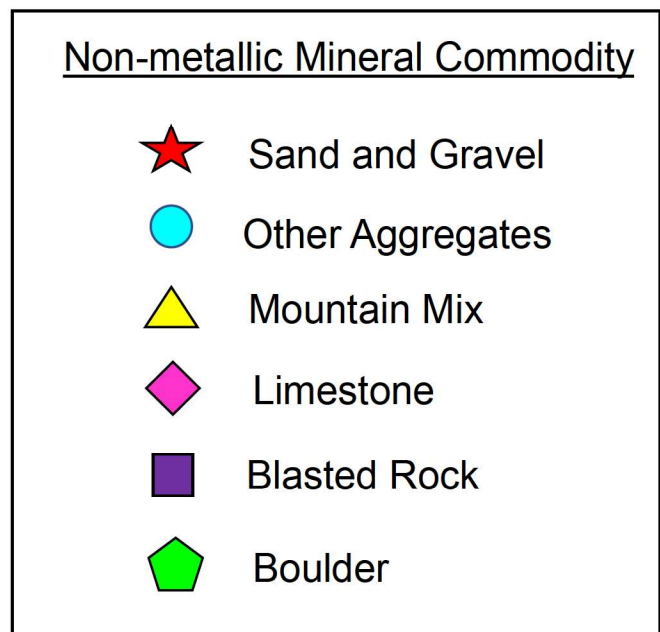 Non-metallic Mineral Commodity
Sand and Gravel
Other Aggregates
Mountain Mix
Limestone
Blasted Rock
Boulder